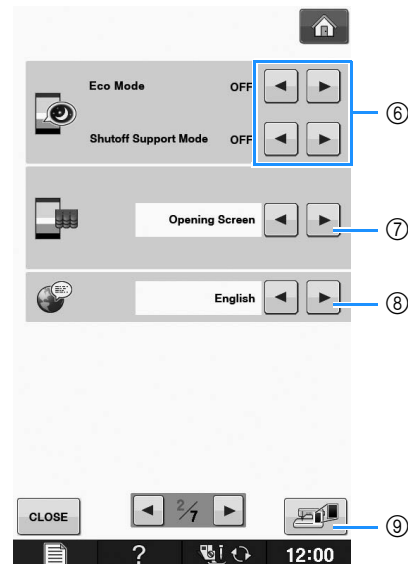 Eco Mode OFF
⑥
Shutoff Support Mode OFF
Opening Screen
⑦
English
⑧
CLOSE
2/7
⑨
? 12:00